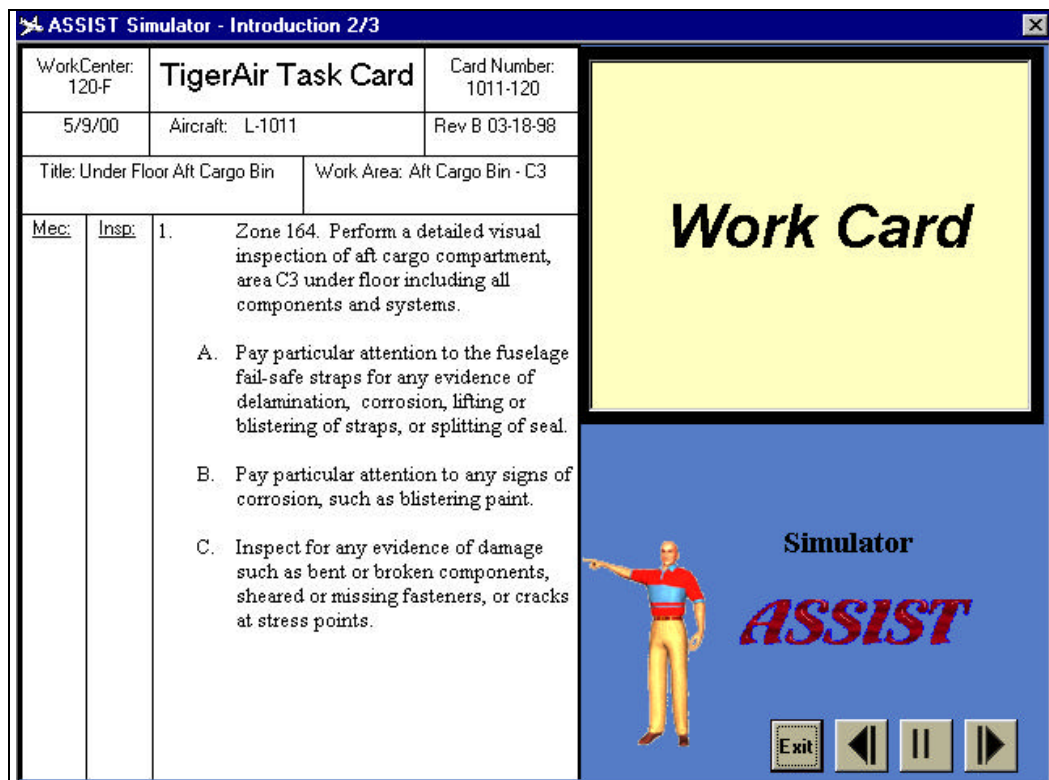 ASSIST Simulator - Introduction 2/3
WorkCenter:
120-F
TigerAir Task Card
Card Number:
1011-120
5/9/00
Aircraft: L-1011
Rev B 03-18-98
Title: Under Floor Aft Cargo Bin
Work Area: Aft Cargo Bin - C3
Mec:
Insp:
1. Zone 164. Perform a detailed visual
inspection of aft cargo compartment,
area C3 under floor including all
components and systems.
A. Pay particular attention to the fuselage
fail-safe straps for any evidence of
delamination, corrosion, lifting or
blistering of straps, or splitting of seal.
B. Pay particular attention to any signs of
corrosion, such as blistering paint.
C. Inspect for any evidence of damage
such as bent or broken components,
sheared or missing fasteners, or cracks
at stress points.
Work Card
Simulator
ASSIST
Exit